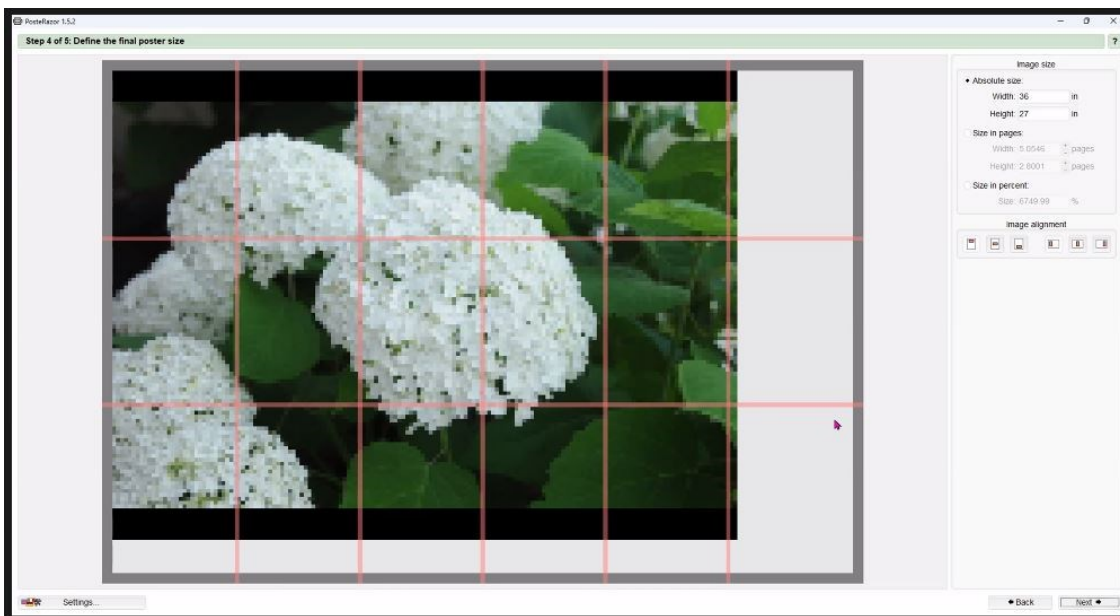 PosteRazor 1.5.2
Step 4 of 5: Define the final poster size
?
Image size
Absolute size:
Width: 36 in
Height: 27 in
Size in pages:
Width: 5.0546 pages
Height: 2.8001 pages
Size in percent:
Size: 6749.99 %
Image alignment
Settings...
Back
Next